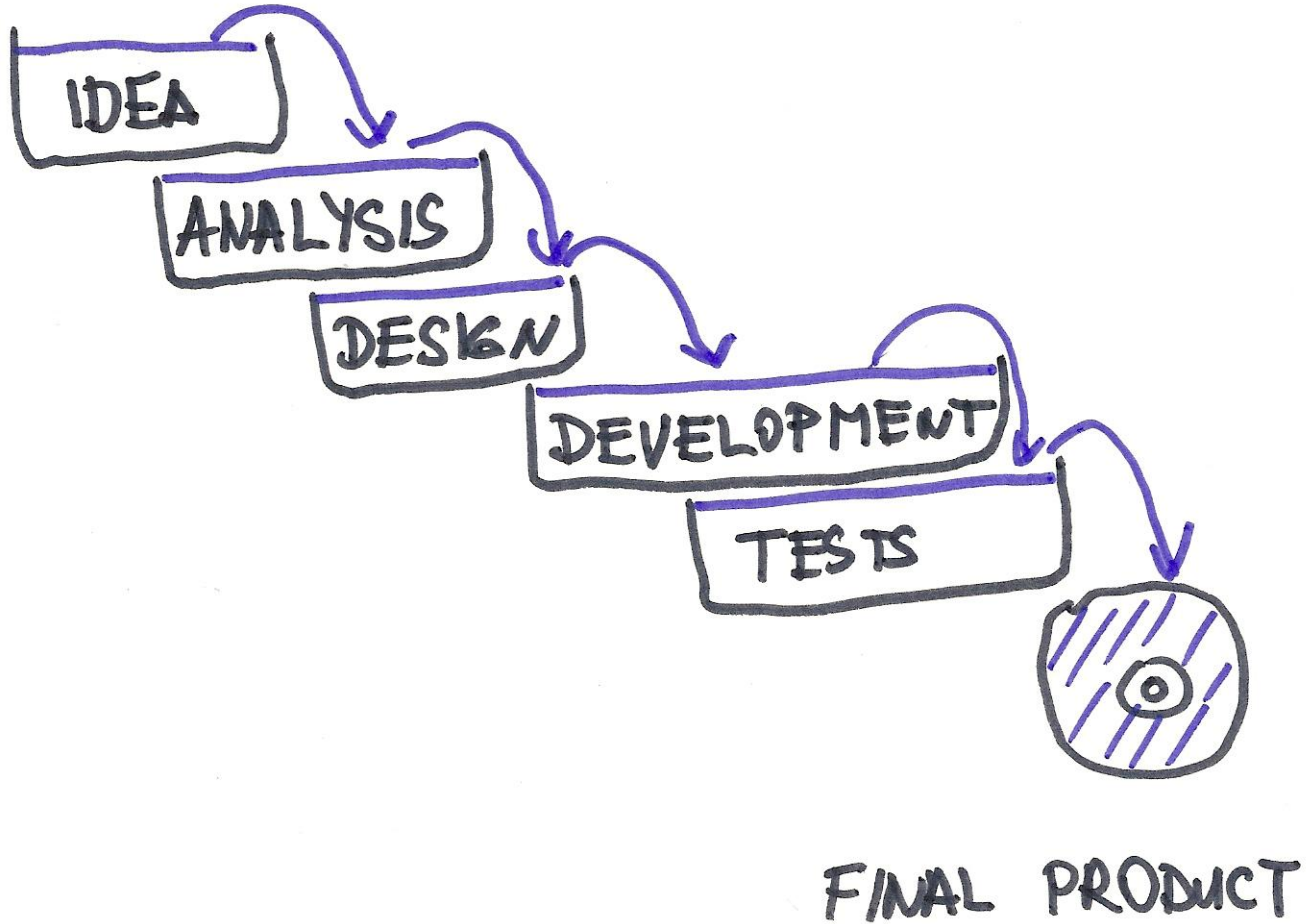 IDEA
ANALYSIS
DESIGN
DEVELOPMENT
TESTS
FINAL PRODUCT